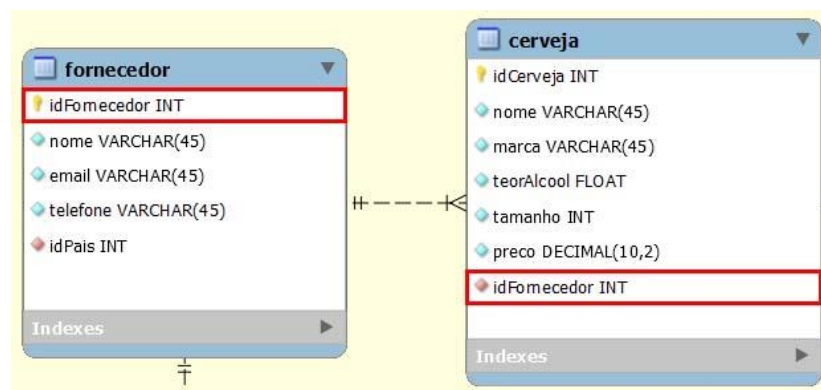 fornecedor
idFornecedor INT
nome VARCHAR(45)
email VARCHAR(45)
telefone VARCHAR(45)
idPais INT
Indexes
cerveja
idCerveja INT
nome VARCHAR(45)
marca VARCHAR(45)
teorAlcool FLOAT
tamanho INT
preco DECIMAL(10,2)
idFornecedor INT
Indexes